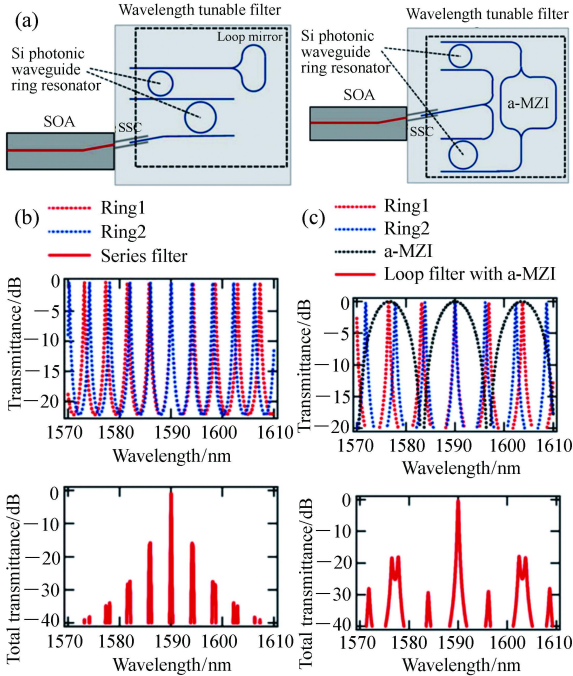 (a)
Wavelength tunable filter
Loop mirror
Si photonic
waveguide
ring resonator
SOA
SSC
Wavelength tunable filter
Si photonic
waveguide
ring resonator
a-MZI
SOA
SSC
(b)
Ring1
Ring2
Series filter
Transmittance/dB
0
−5
−10
−15
−20
1570 1580 1590 1600 1610
Wavelength/nm
Total transmittance/dB
0
−10
−20
−30
−40
1570 1580 1590 1600 1610
Wavelength/nm
(c)
Ring1
Ring2
a-MZI
Loop filter with a-MZI
Transmittance/dB
0
−5
−10
−15
−20
1570 1580 1590 1600 1610
Wavelength/nm
Total transmittance/dB
0
−10
−20
−30
−40
1570 1580 1590 1600 1610
Wavelength/nm